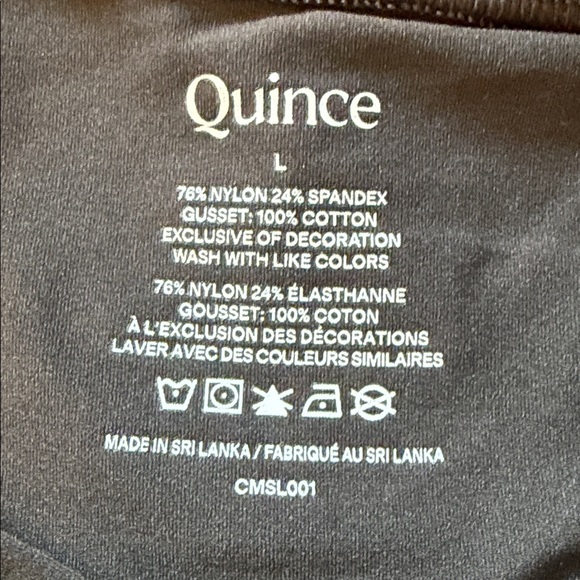 Quince
L
76% NYLON 24% SPANDEX
GUSSET: 100% COTTON
EXCLUSIVE OF DECORATION
WASH WITH LIKE COLORS
76% NYLON 24% ÉLASTHANNE
GOUSSET: 100% COTON
À L'EXCLUSION DES DÉCORATIONS
LAVER AVEC DES COULEURS SIMILAIRES
MADE IN SRI LANKA / FABRIQUÉ AU SRI LANKA
CMSL001